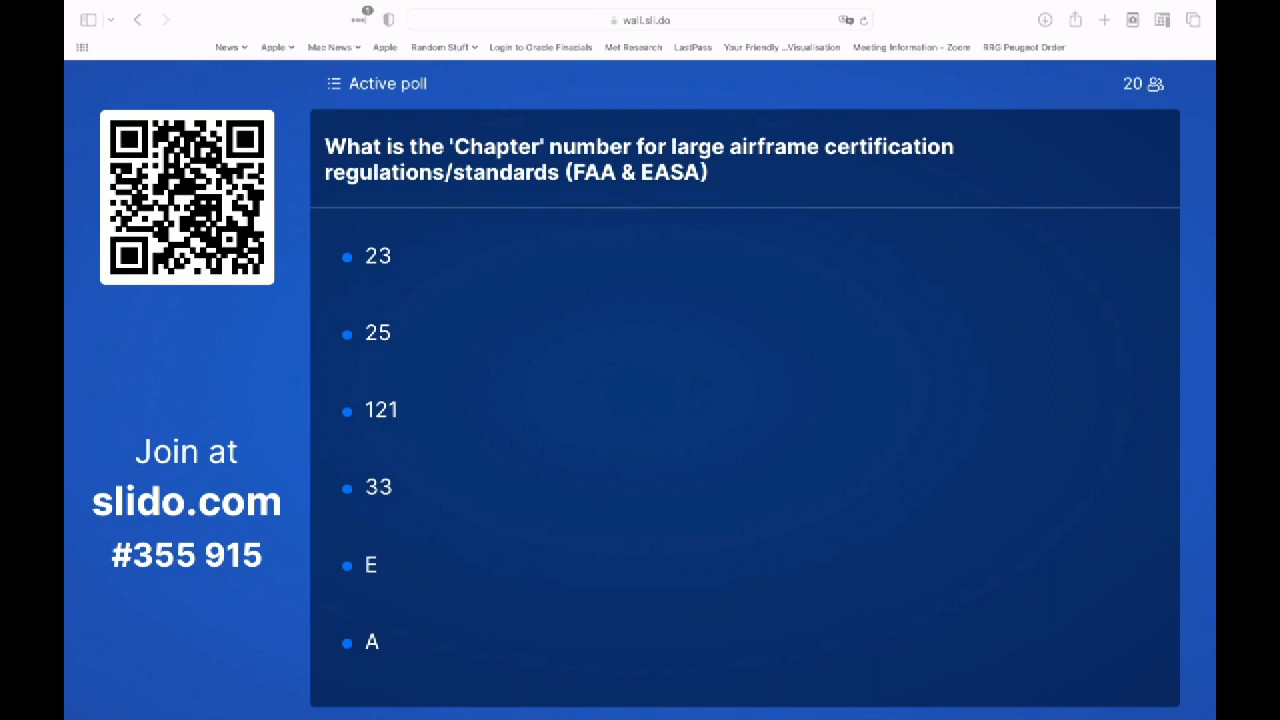 1
wall.sli.do
News Apple Mac News Apple Random Stuff Login to Oracle Finacials Met Research LastPass Your Friendly ...Visualisation Meeting Information - Zoom RRG Peugeot Order
Active poll
20
What is the 'Chapter' number for large airframe certification
regulations/standards (FAA & EASA)
23
25
121
33
E
A
Join at
slido.com
#355 915